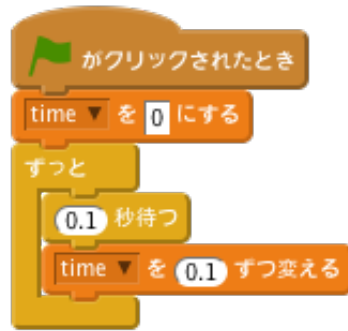 がクリックされたとき
time ▼ を 0 にする
ずっと
0.1 秒待つ
time ▼ を 0.1 ずつ変える